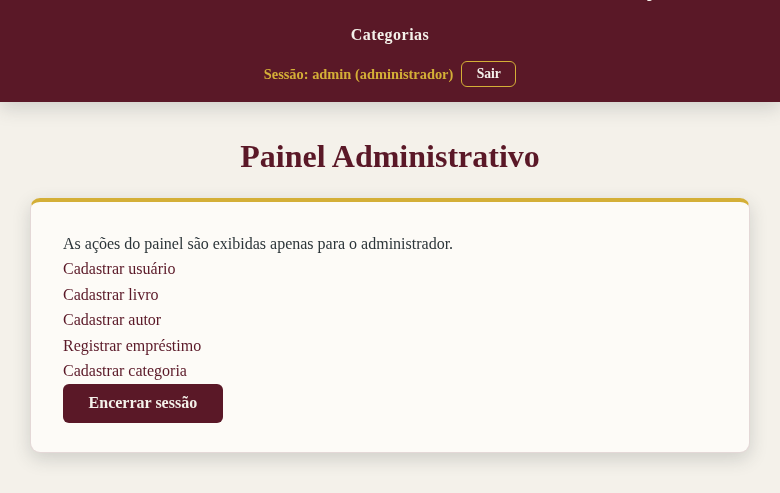 Categorias
Sessão: admin (administrador) Sair
Painel Administrativo
As ações do painel são exibidas apenas para o administrador.
Cadastrar usuário
Cadastrar livro
Cadastrar autor
Registrar empréstimo
Cadastrar categoria
Encerrar sessão